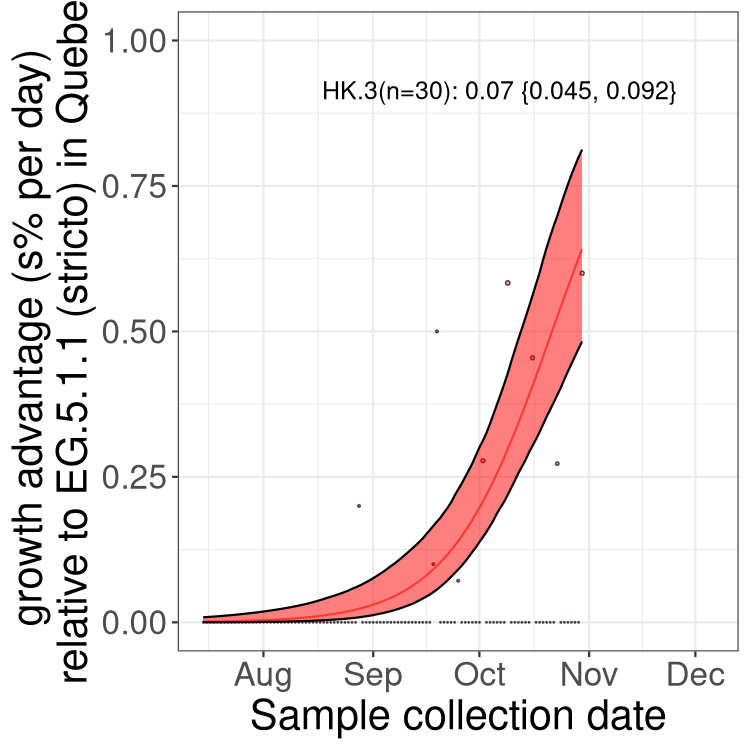 growth advantage (s% per day)
relative to EG.5.1.1 (stricto) in Quebe
1.00
0.75
0.50
0.25
0.00
HK.3(n=30): 0.07 {0.045, 0.092}
Aug Sep Oct Nov Dec
Sample collection date